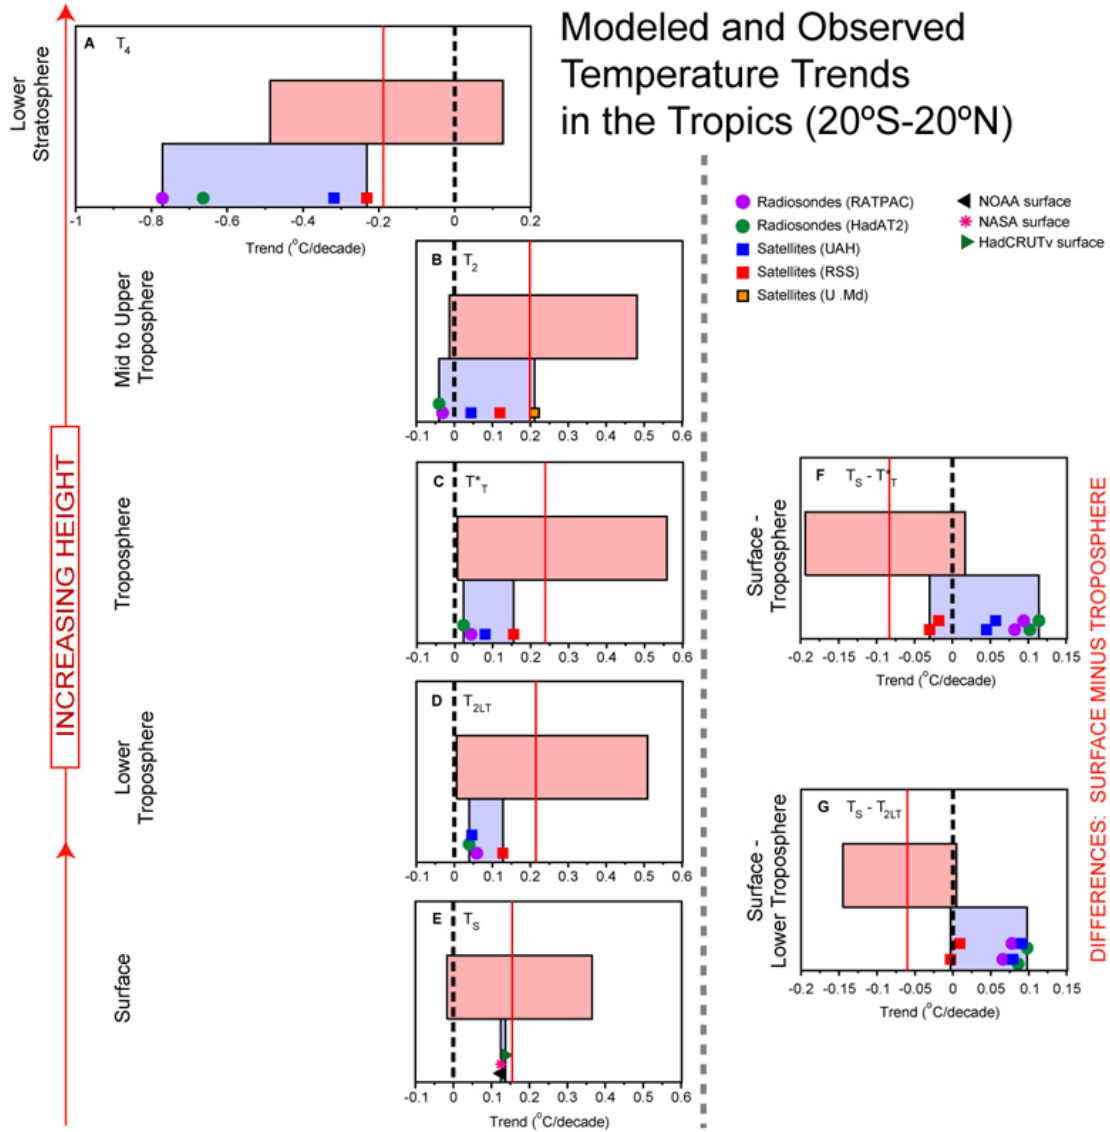 Modeled and Observed
Temperature Trends
in the Tropics (20ºS-20ºN)
Lower
Stratosphere
A T4
-1 -0.8 -0.6 -0.4 -0.2 0 0.2
Trend (°C/decade)
Radiosondes (RATPAC)
Radiosondes (HadAT2)
Satellites (UAH)
Satellites (RSS)
Satellites (U .Md)
NOAA surface
NASA surface
HadCRUTv surface
Mid to Upper
Troposphere
B T2
-0.1 0 0.1 0.2 0.3 0.4 0.5 0.6
INCREASING HEIGHT
Troposphere
C T*T
-0.1 0 0.1 0.2 0.3 0.4 0.5 0.6
Lower
Troposphere
D T2LT
-0.1 0 0.1 0.2 0.3 0.4 0.5 0.6
Surface
E TS
-0.1 0 0.1 0.2 0.3 0.4 0.5 0.6
Trend (°C/decade)
Surface -
Troposphere
F TS - T*T
-0.2 -0.15 -0.1 -0.05 0 0.05 0.1 0.15
Trend (°C/decade)
Surface -
Lower Troposphere
G TS - T2LT
-0.2 -0.15 -0.1 -0.05 0 0.05 0.1 0.15
Trend (°C/decade)
DIFFERENCES: SURFACE MINUS TROPOSPHERE